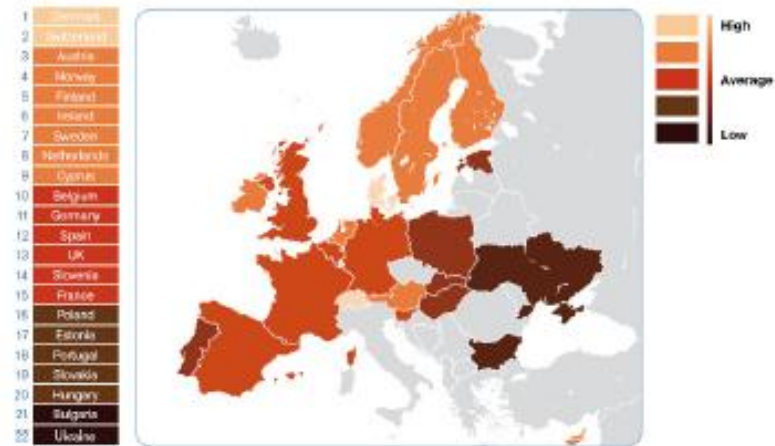 1 Denmark
2 Switzerland
3 Austria
4 Norway
5 Finland
6 Ireland
7 Sweden
8 Netherlands
9 Cyprus
10 Belgium
11 Germany
12 Spain
13 UK
14 Slovenia
15 France
16 Poland
17 Estonia
18 Portugal
19 Slovakia
20 Hungary
21 Bulgaria
22 Ukraine
High
Average
Low